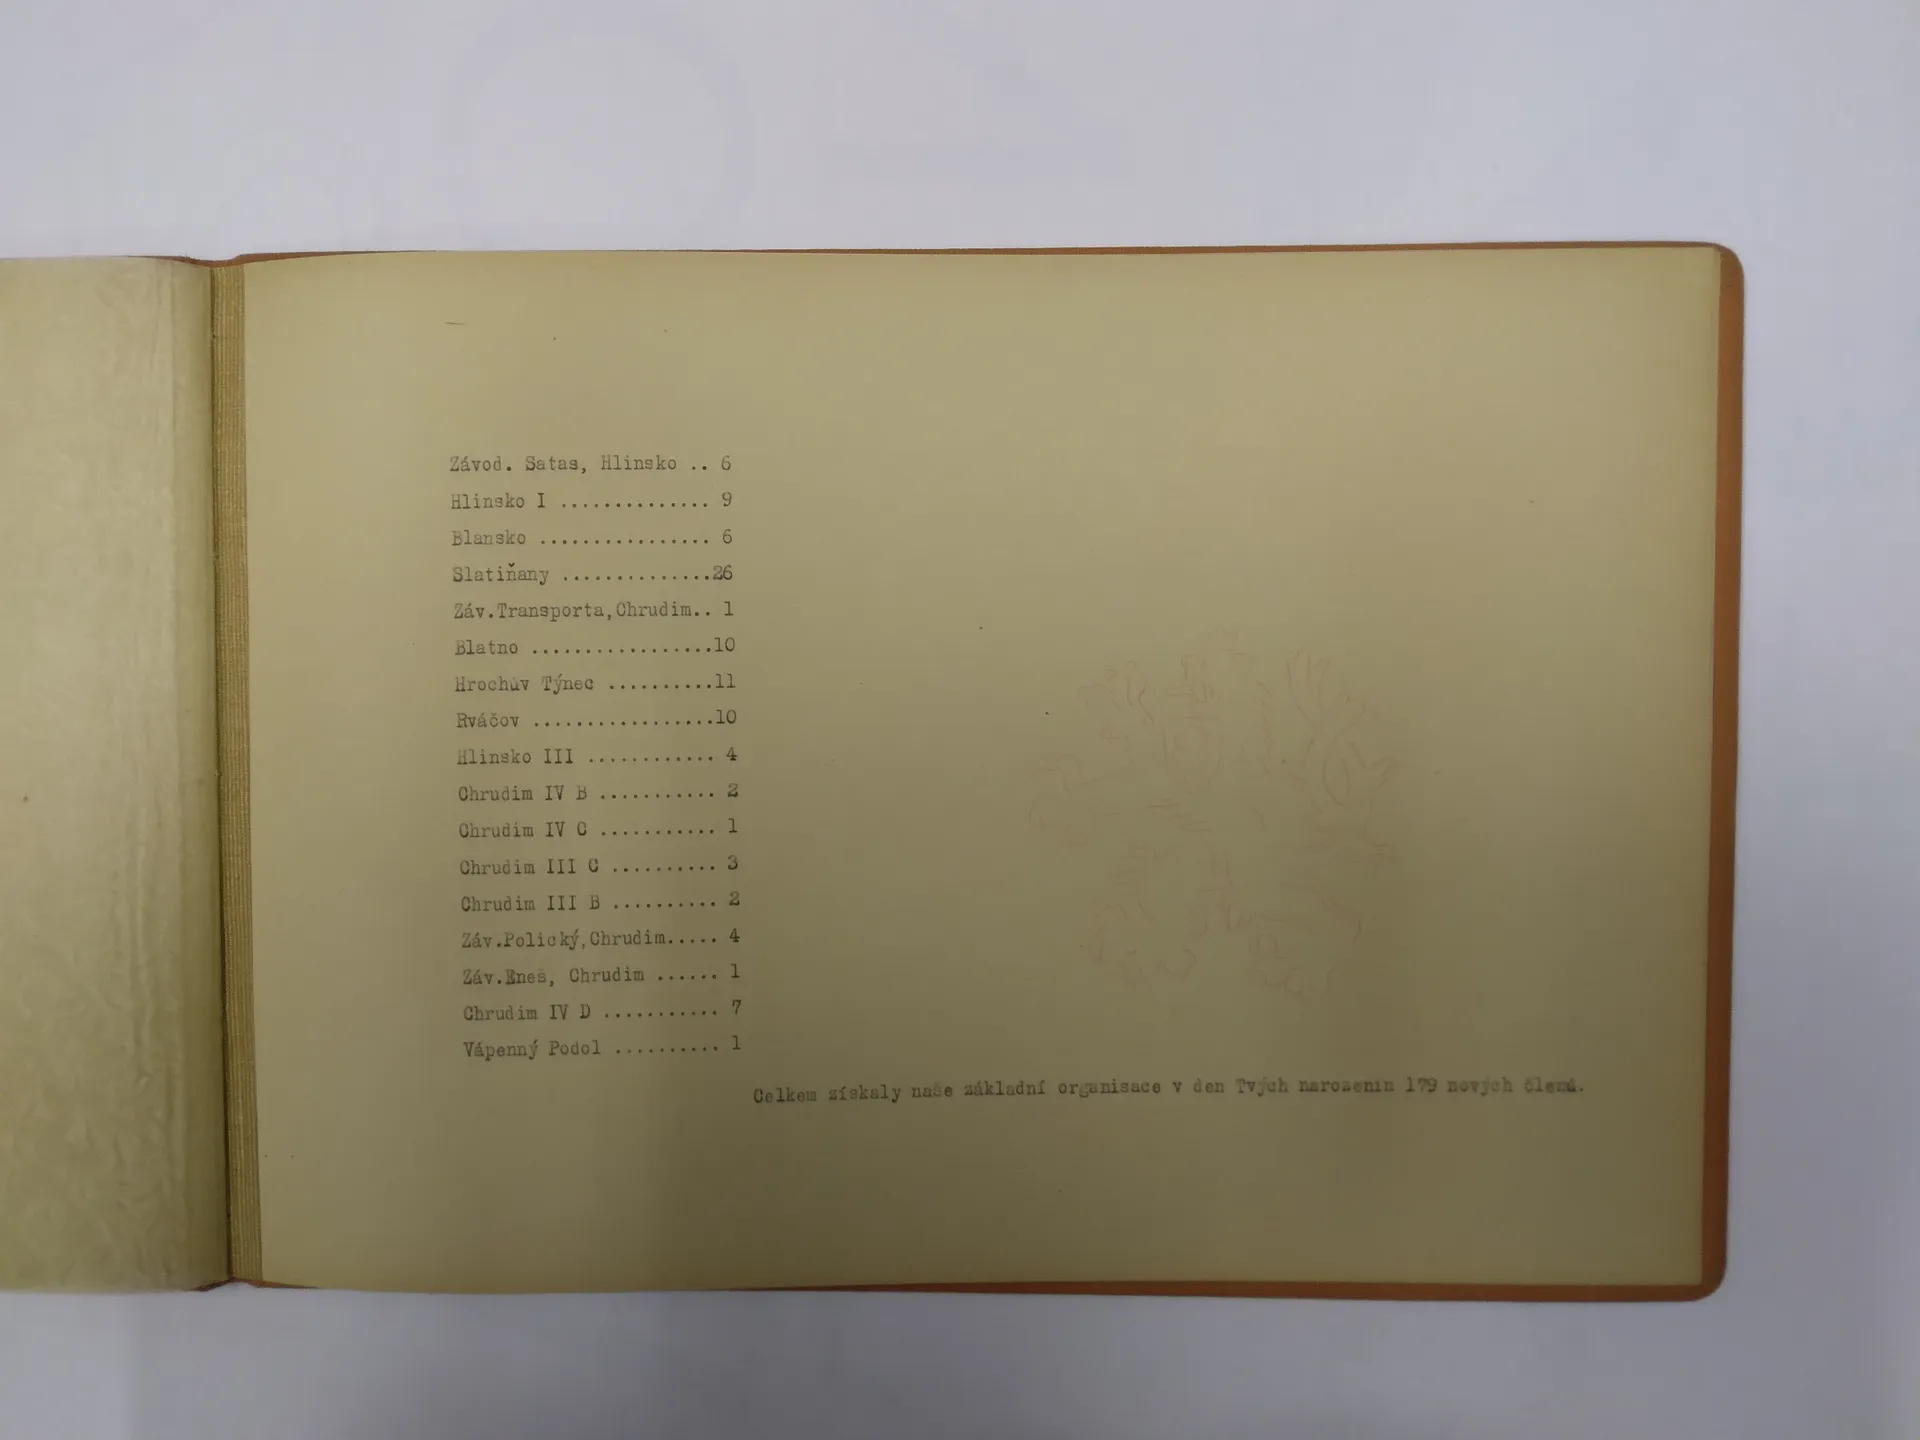 Závod. Satas, Hlinsko .. 6
Hlinsko I .............. 9
Blansko ................ 6
Slatiňany ..............26
Záv.Transporta,Chrudim.. 1
Blatno .................10
Hrochův Týnec ..........11
Rváčov .................10
Hlinsko III ............ 4
Chrudim IV B ........... 2
Chrudim IV C ........... 1
Chrudim III C .......... 3
Chrudim III B .......... 2
Záv.Polický,Chrudim..... 4
Záv.Eneš, Chrudim ...... 1
Chrudim IV D ........... 7
Vápenný Podol .......... 1
Celkem získaly naše základní organisace v den Tvých narozenin 179 nových členů.